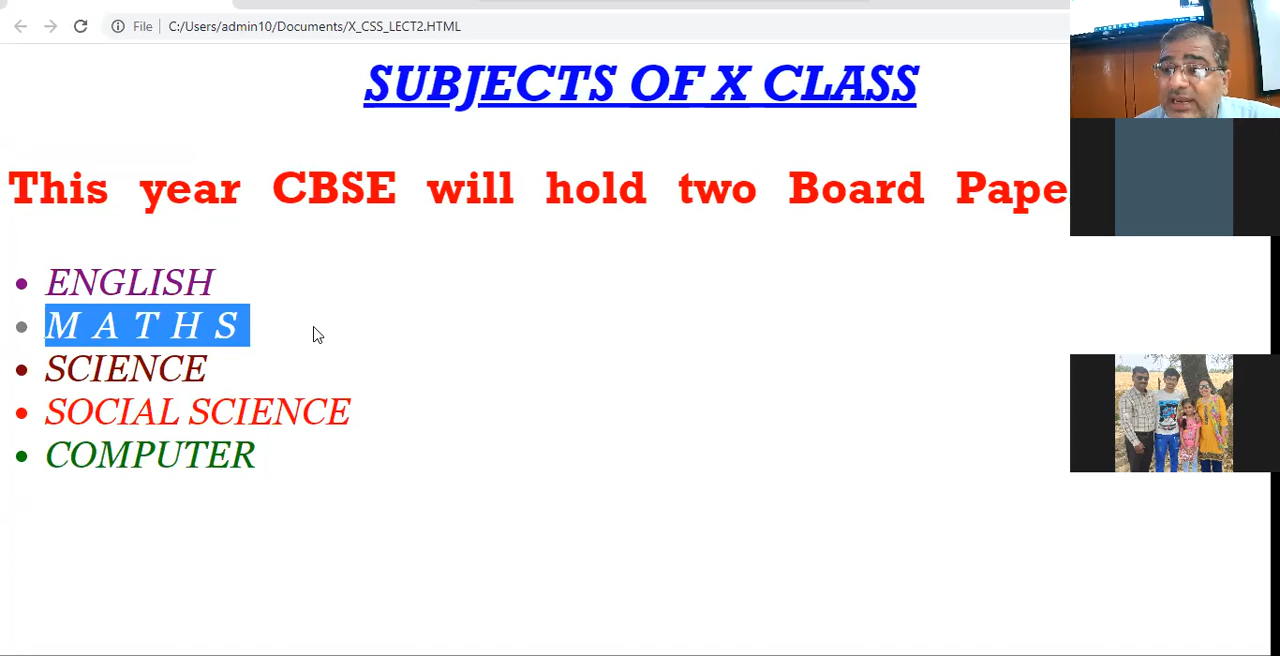 File C:/Users/admin10/Documents/X_CSS_LECT2.HTML
SUBJECTS OF X CLASS
This year CBSE will hold two Board Pape
ENGLISH
M A T H S
SCIENCE
SOCIAL SCIENCE
COMPUTER